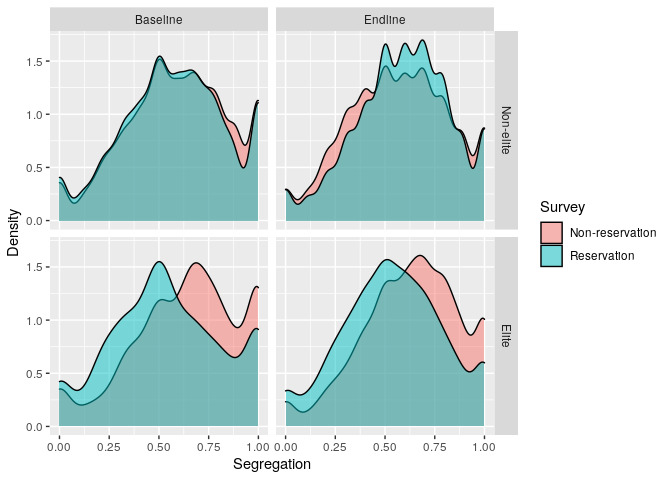 Baseline
Endline
Non-elite
Elite
Density
1.5
1.0
0.5
0.0
1.5
1.0
0.5
0.0
0.00 0.25 0.50 0.75 1.00
0.00 0.25 0.50 0.75 1.00
Segregation
Survey
Non-reservation
Reservation